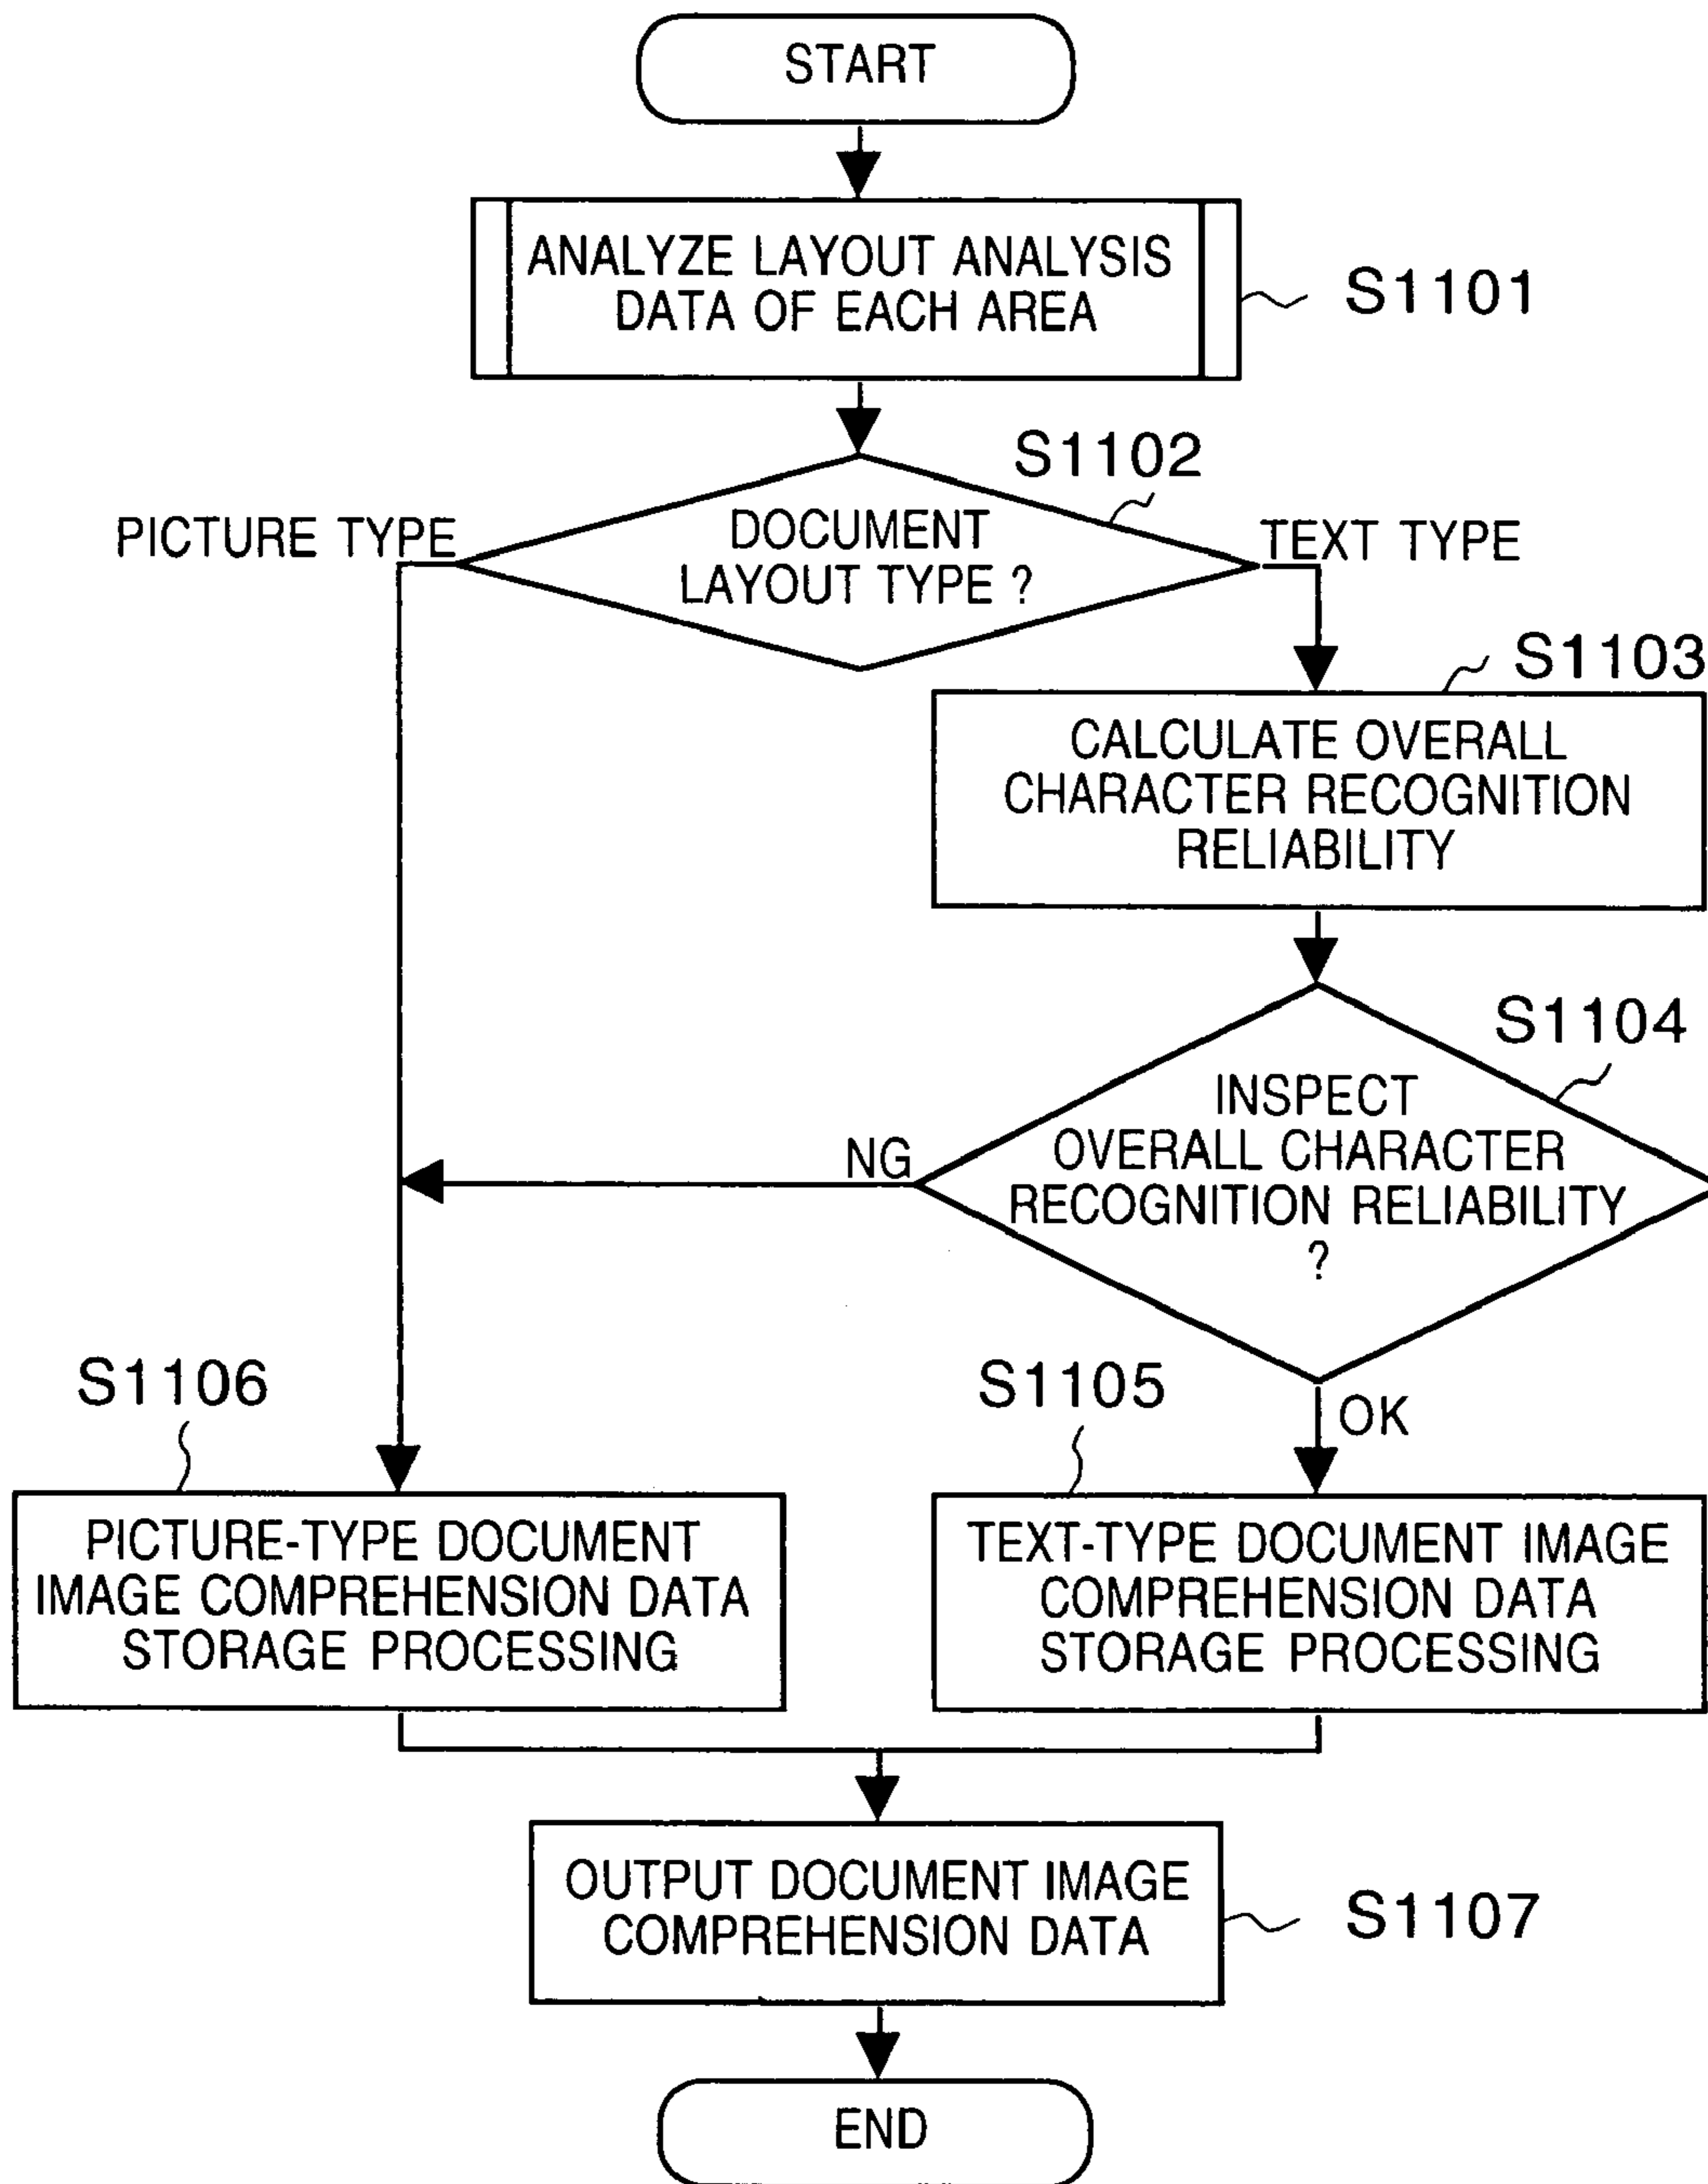 START
ANALYZE LAYOUT ANALYSIS
DATA OF EACH AREA
S1101
S1102
PICTURE TYPE
DOCUMENT
LAYOUT TYPE ?
TEXT TYPE
S1103
CALCULATE OVERALL
CHARACTER RECOGNITION
RELIABILITY
S1104
INSPECT
OVERALL CHARACTER
RECOGNITION RELIABILITY
?
NG
OK
S1106
S1105
PICTURE-TYPE DOCUMENT
IMAGE COMPREHENSION DATA
STORAGE PROCESSING
TEXT-TYPE DOCUMENT IMAGE
COMPREHENSION DATA
STORAGE PROCESSING
OUTPUT DOCUMENT IMAGE
COMPREHENSION DATA
S1107
END